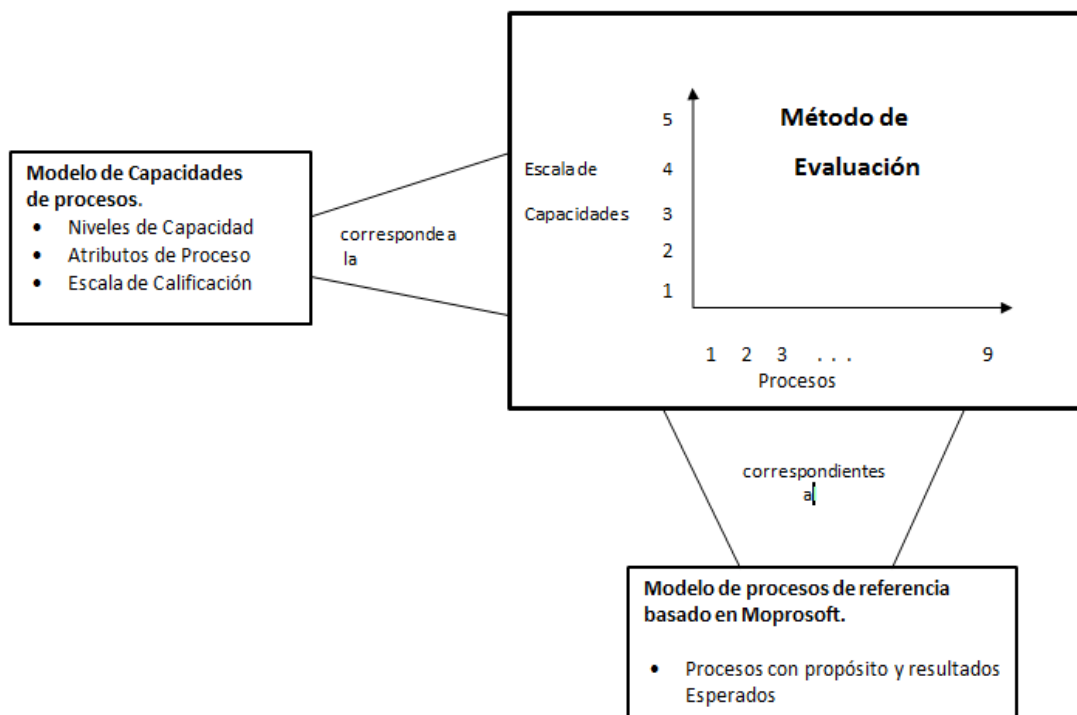 Modelo de Capacidades
de procesos.
• Niveles de Capacidad
• Atributos de Proceso
• Escala de Calificación
corresponde a
la
Método de
Evaluación
Escala de
Capacidades
5
4
3
2
1
1 2 3 . . . 9
Procesos
correspondientes
a
Modelo de procesos de referencia
basado en Moprosoft.
• Procesos con propósito y resultados
Esperados